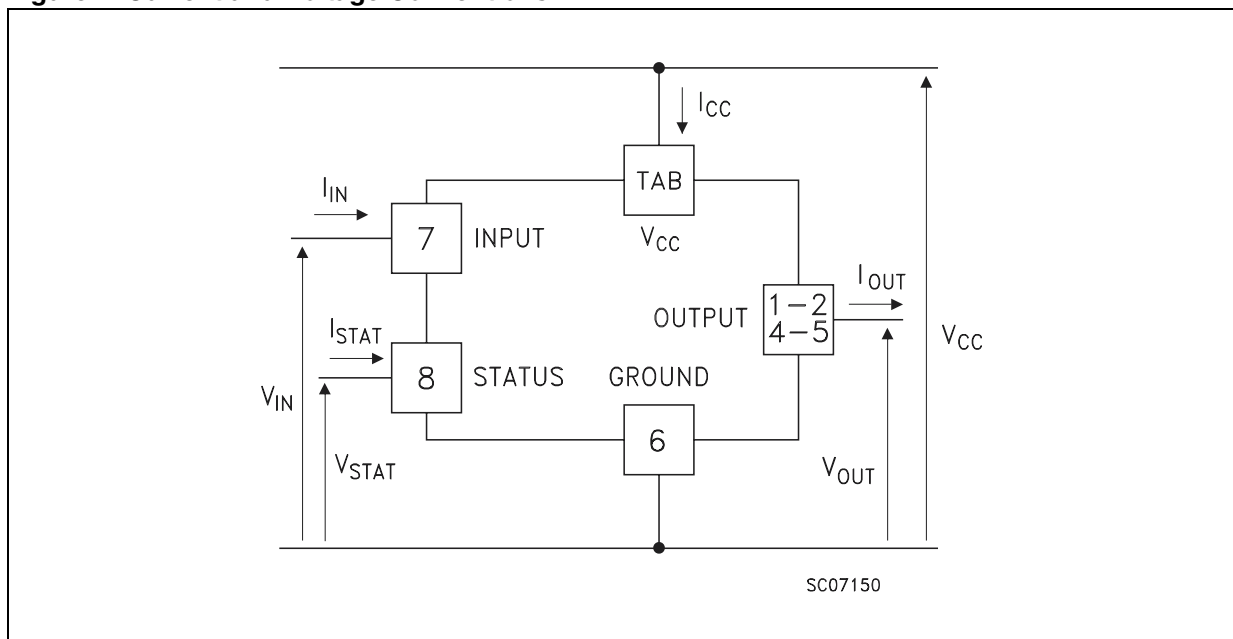 I_CC
TAB
V_CC
I_IN
7 INPUT
I_OUT
1–2
4–5
OUTPUT
V_CC
I_STAT
8 STATUS
GROUND
6
V_IN
V_STAT
V_OUT
SC07150